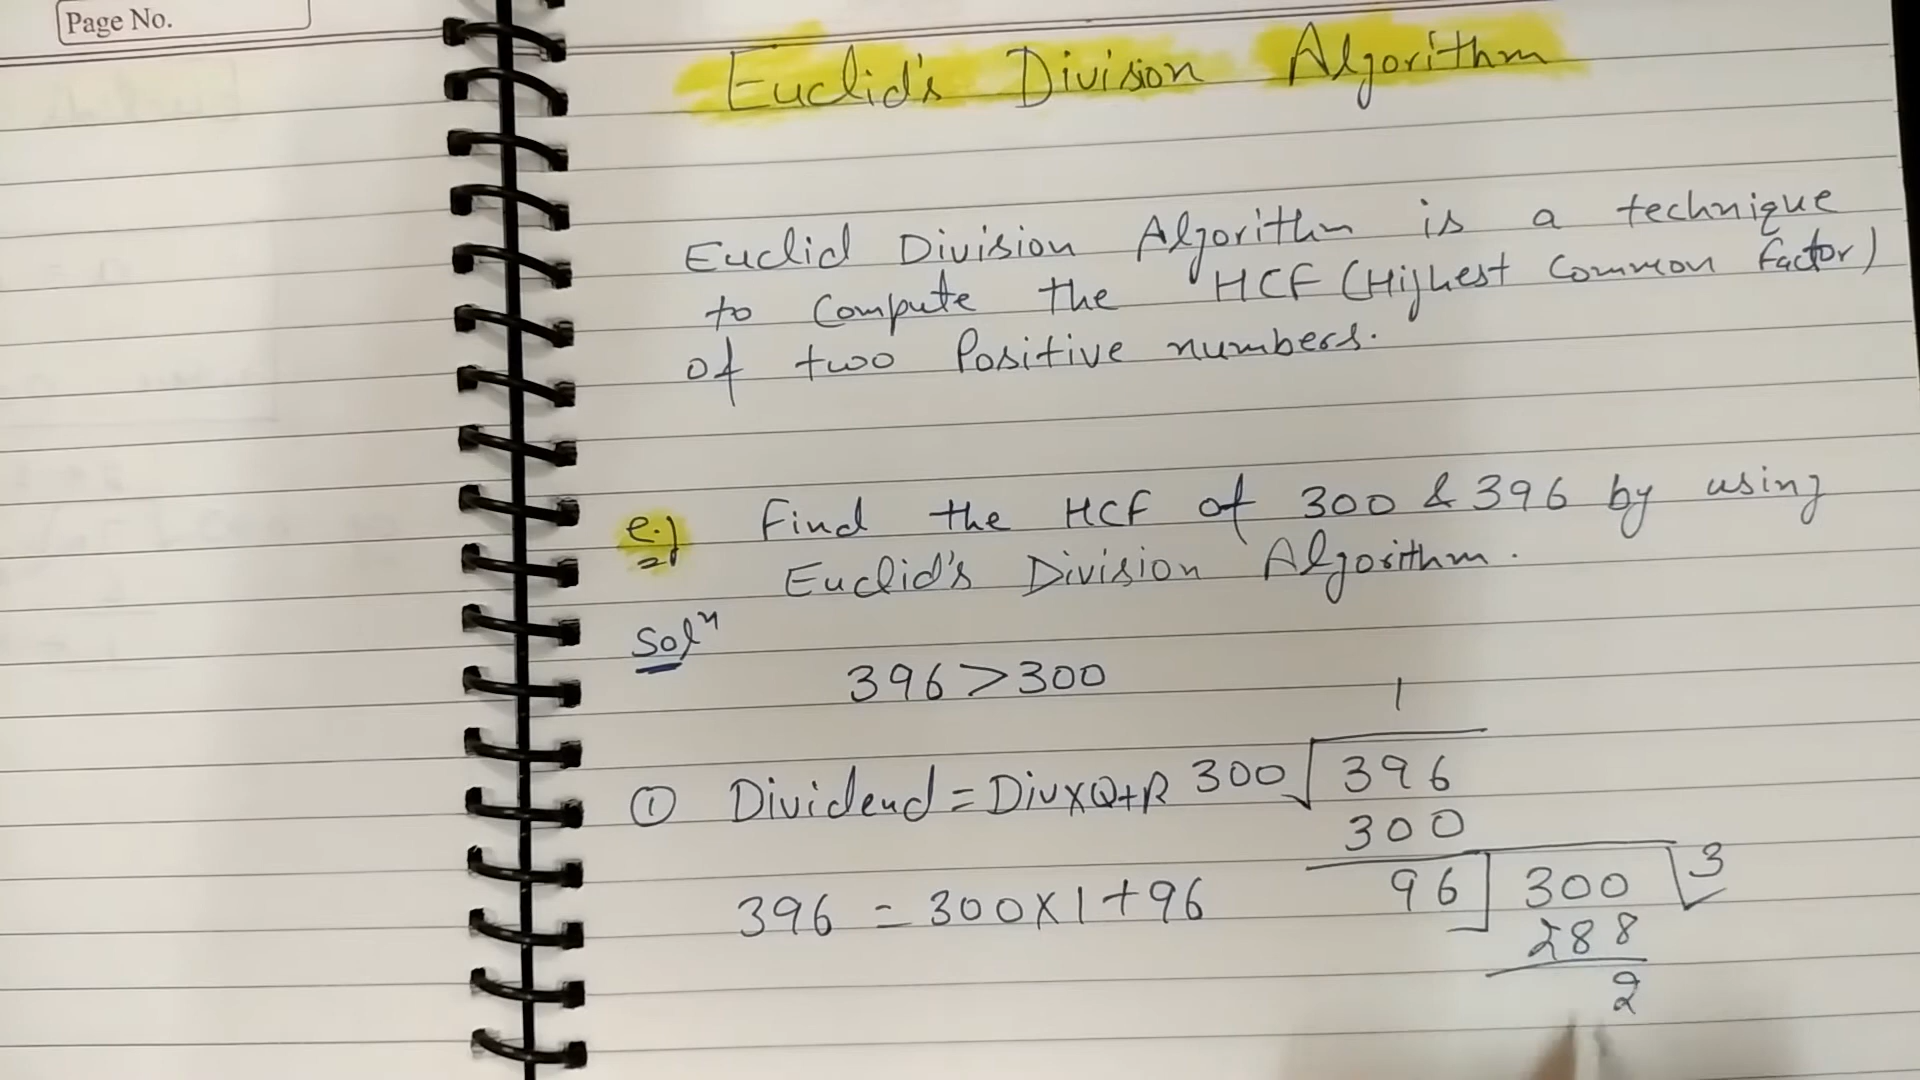 Page No.
Euclid's Division Algorithm
Euclid Division Algorithm is a technique
to Compute the HCF (Highest Common factor)
of two Positive numbers.
e.g Find the HCF of 300 & 396 by using
Euclid's Division Algorithm.
Solⁿ
396 > 300
1
① Dividend = Div×Q+R 300 396
300
396 = 300×1+96 96 300 3
288
2